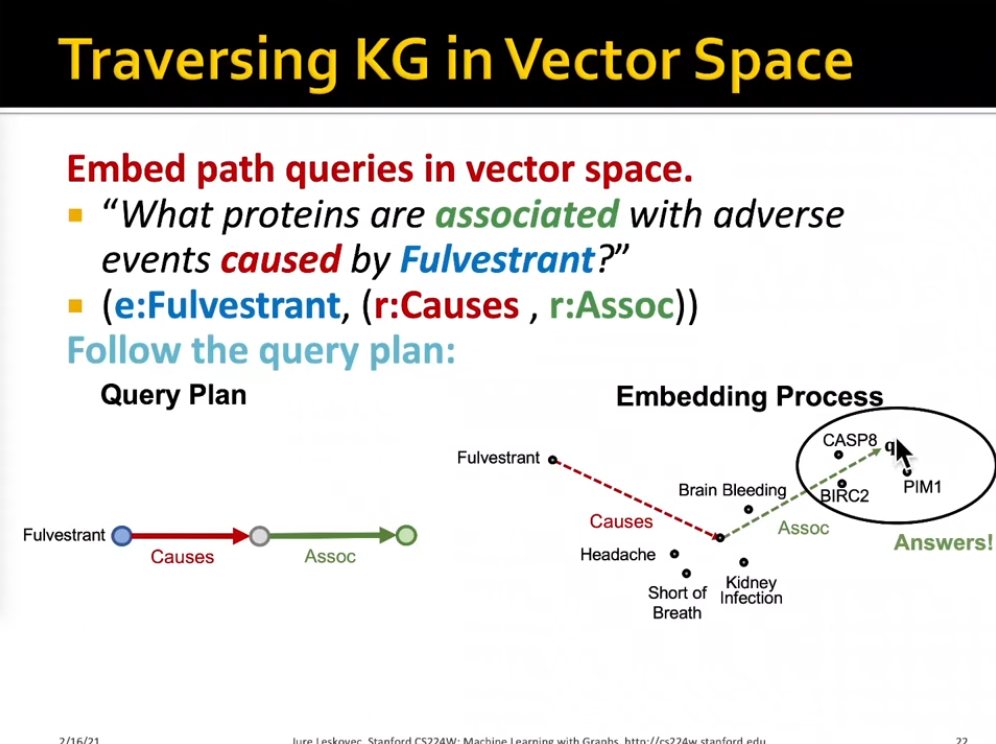 Traversing KG in Vector Space
Embed path queries in vector space.
“What proteins are associated with adverse
events caused by Fulvestrant?”
(e:Fulvestrant, (r:Causes , r:Assoc))
Follow the query plan:
Query Plan
Fulvestrant
Causes
Assoc
Embedding Process
Fulvestrant
Causes
Brain Bleeding
Headache
Short of
Breath
Kidney
Infection
Assoc
CASP8
q
BIRC2
PIM1
Answers!
2/16/21
Jure Leskovec, Stanford CS224W: Machine Learning with Graphs, http://cs224w.stanford.edu
22